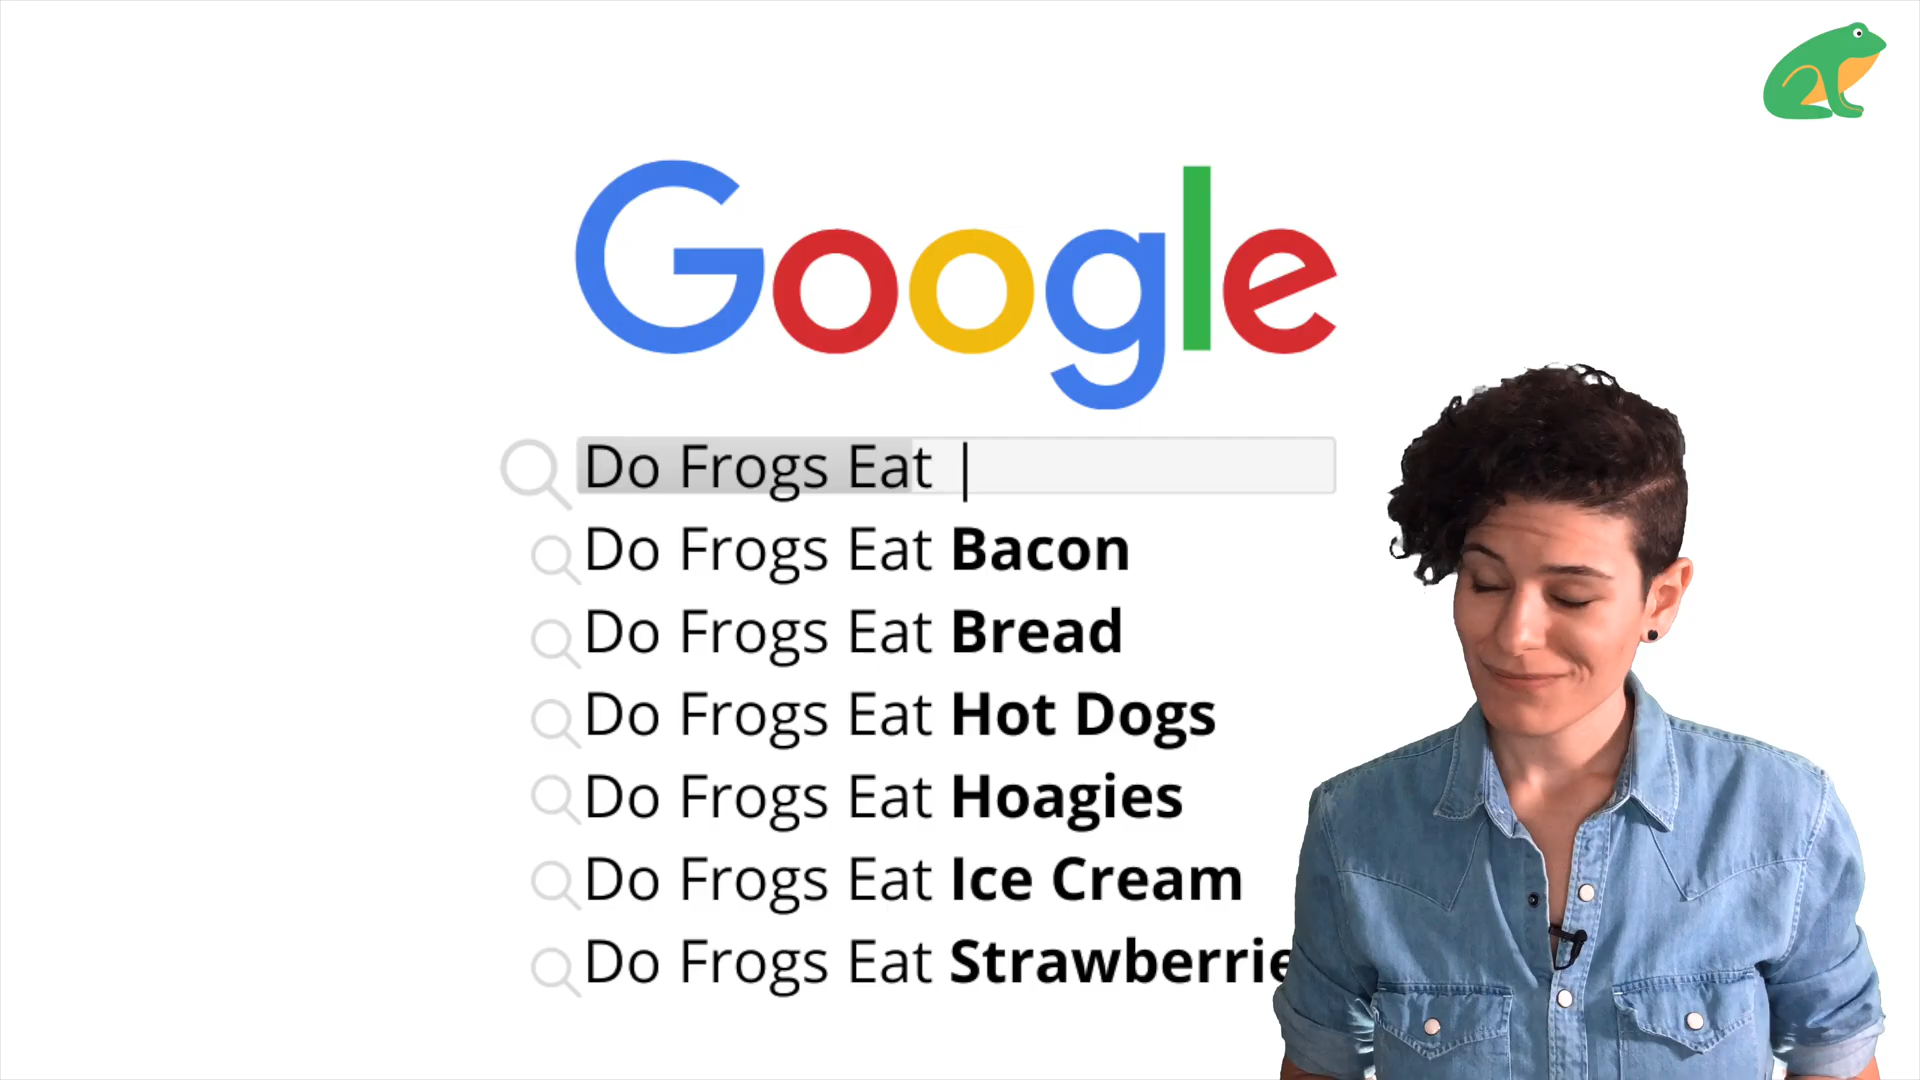 Google
Do Frogs Eat
Do Frogs Eat Bacon
Do Frogs Eat Bread
Do Frogs Eat Hot Dogs
Do Frogs Eat Hoagies
Do Frogs Eat Ice Cream
Do Frogs Eat Strawberrie